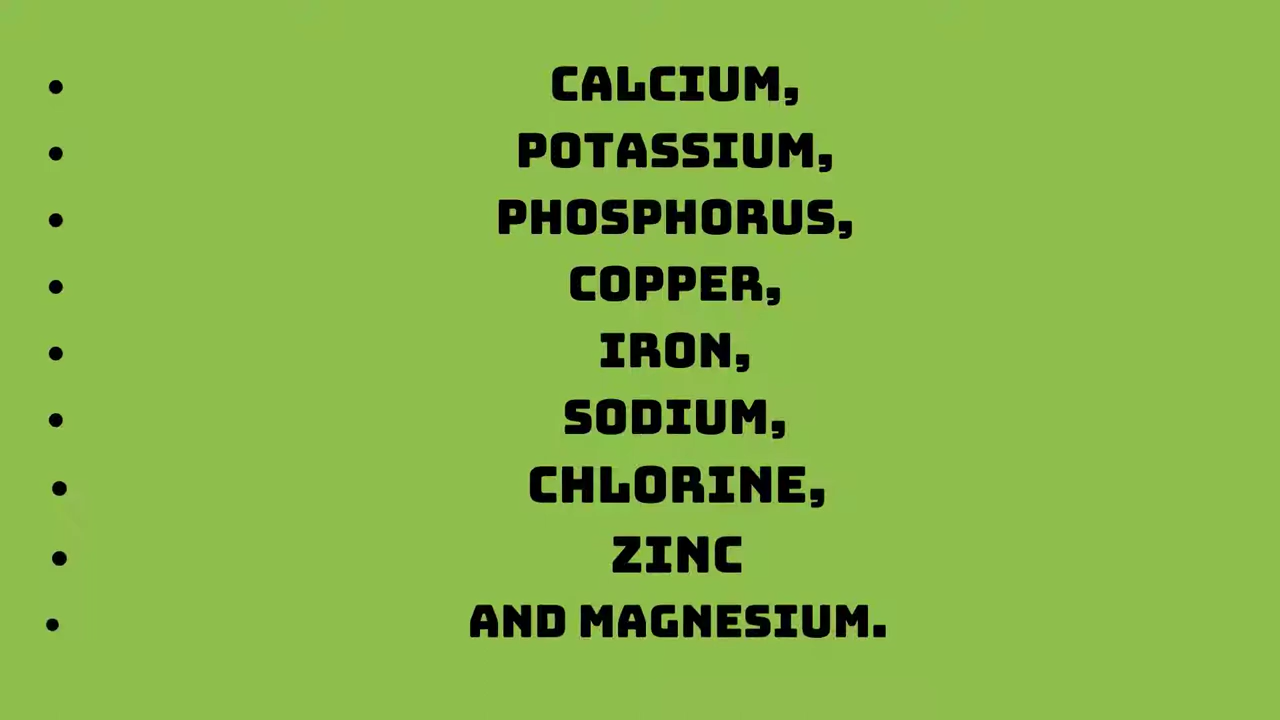 • CALCIUM,
• POTASSIUM,
• PHOSPHORUS,
• COPPER,
• IRON,
• SODIUM,
• CHLORINE,
• ZINC
• AND MAGNESIUM.